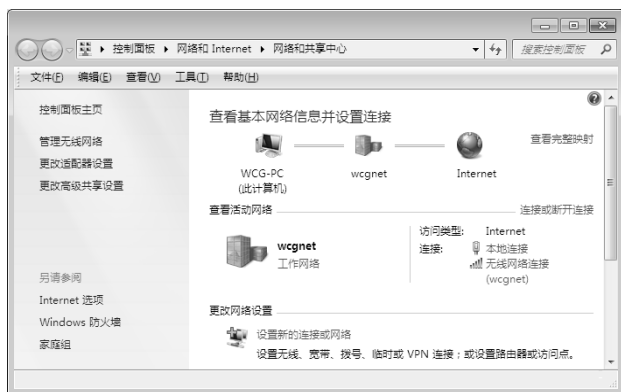 控制面板 ▸ 网络和 Internet ▸ 网络和共享中心
搜索控制面板
文件(F) 编辑(E) 查看(V) 工具(T) 帮助(H)
控制面板主页
管理无线网络
更改适配器设置
更改高级共享设置
另请参阅
Internet 选项
Windows 防火墙
家庭组
查看基本网络信息并设置连接
查看完整映射
WCG-PC
(此计算机)
wcgnet
Internet
查看活动网络
连接或断开连接
wcgnet
工作网络
访问类型: Internet
连接: 本地连接
无线网络连接
(wcgnet)
更改网络设置
设置新的连接或网络
设置无线、宽带、拨号、临时或 VPN 连接；或设置路由器或访问点。